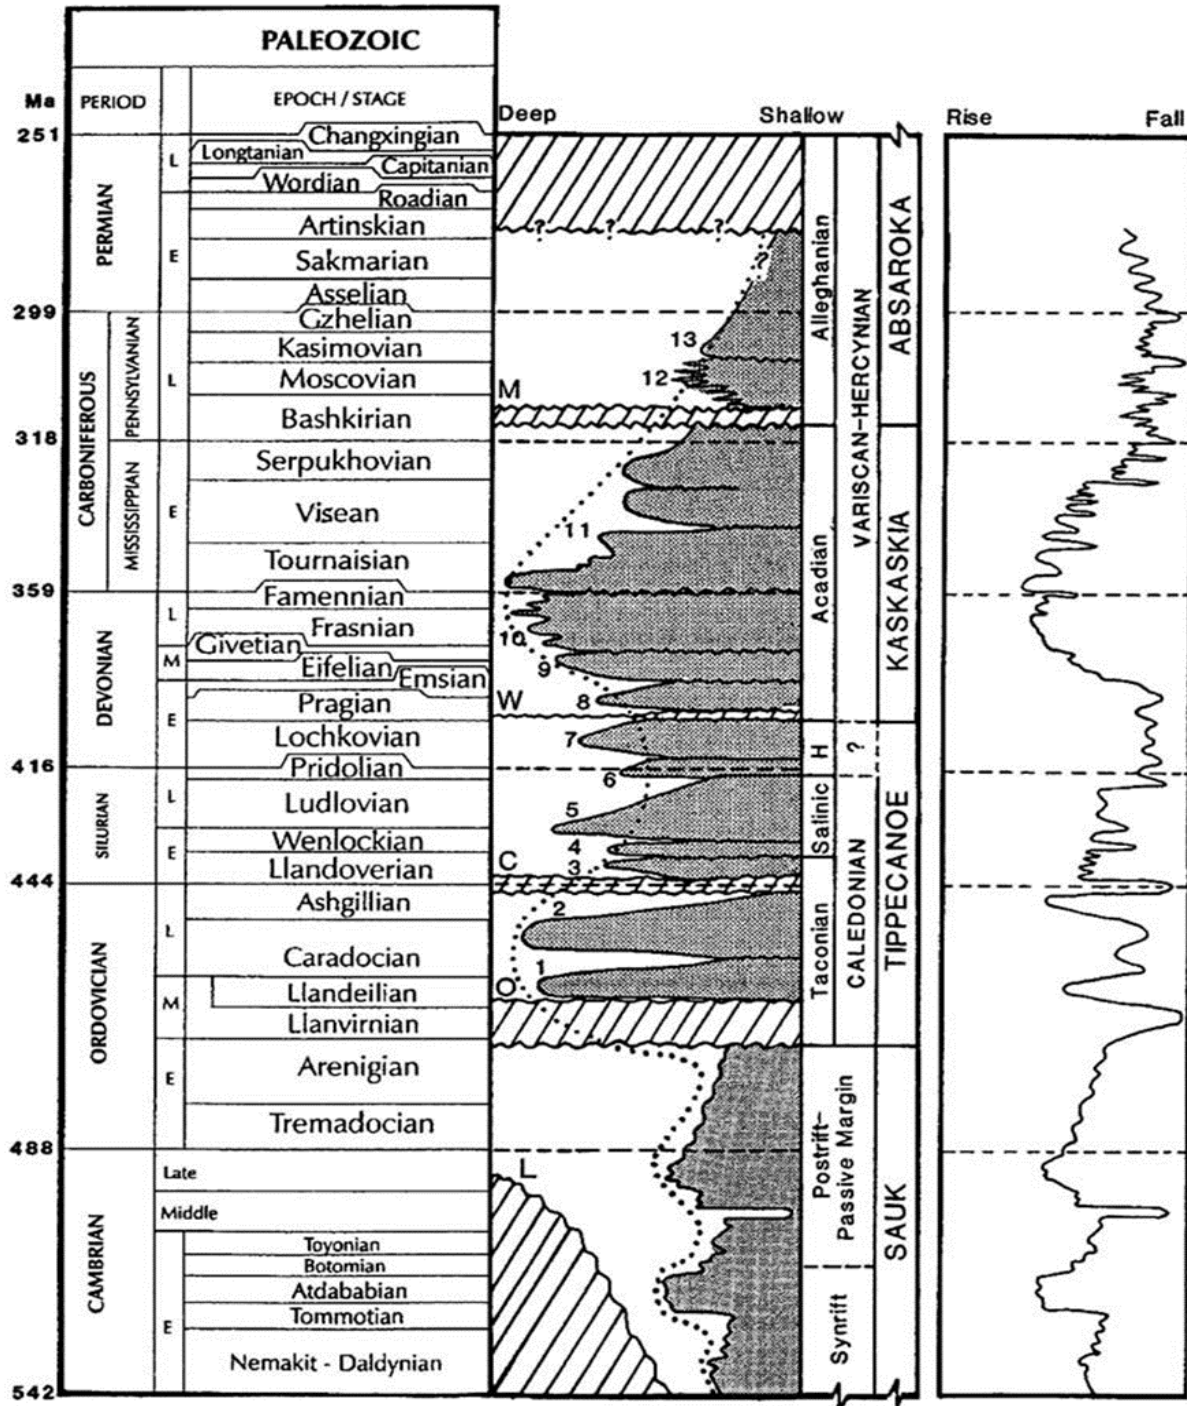 PALEOZOIC
Ma
PERIOD
EPOCH / STAGE
Deep
Shallow
Rise
Fall
251
299
318
359
416
444
488
542
PERMIAN
CARBONIFEROUS
PENNSYLVANIAN
MISSISSIPPIAN
DEVONIAN
SILURIAN
ORDOVICIAN
CAMBRIAN
L
E
L
E
L
M
E
L
E
L
M
E
Late
Middle
E
Changxingian
Longtanian
Capitanian
Wordian
Roadian
Artinskian
Sakmarian
Asselian
Gzhelian
Kasimovian
Moscovian
Bashkirian
Serpukhovian
Visean
Tournaisian
Famennian
Frasnian
Givetian
Eifelian
Emsian
Pragian
Lochkovian
Pridolian
Ludlovian
Wenlockian
Llandoverian
Ashgillian
Caradocian
Llandeilian
Llanvirnian
Arenigian
Tremadocian
Toyonian
Botomian
Atdababian
Tommotian
Nemakit - Daldynian
? ? ?
?
13
12
M
11
10
9
W
8
7
6
5
4
C
3
2
1
O
L
Alleghanian
Acadian
H
Salinic
Taconian
Postrift-
Passive Margin
Synrift
VARISCAN-HERCYNIAN
?
CALEDONIAN
ABSAROKA
KASKASKIA
TIPPECANOE
SAUK